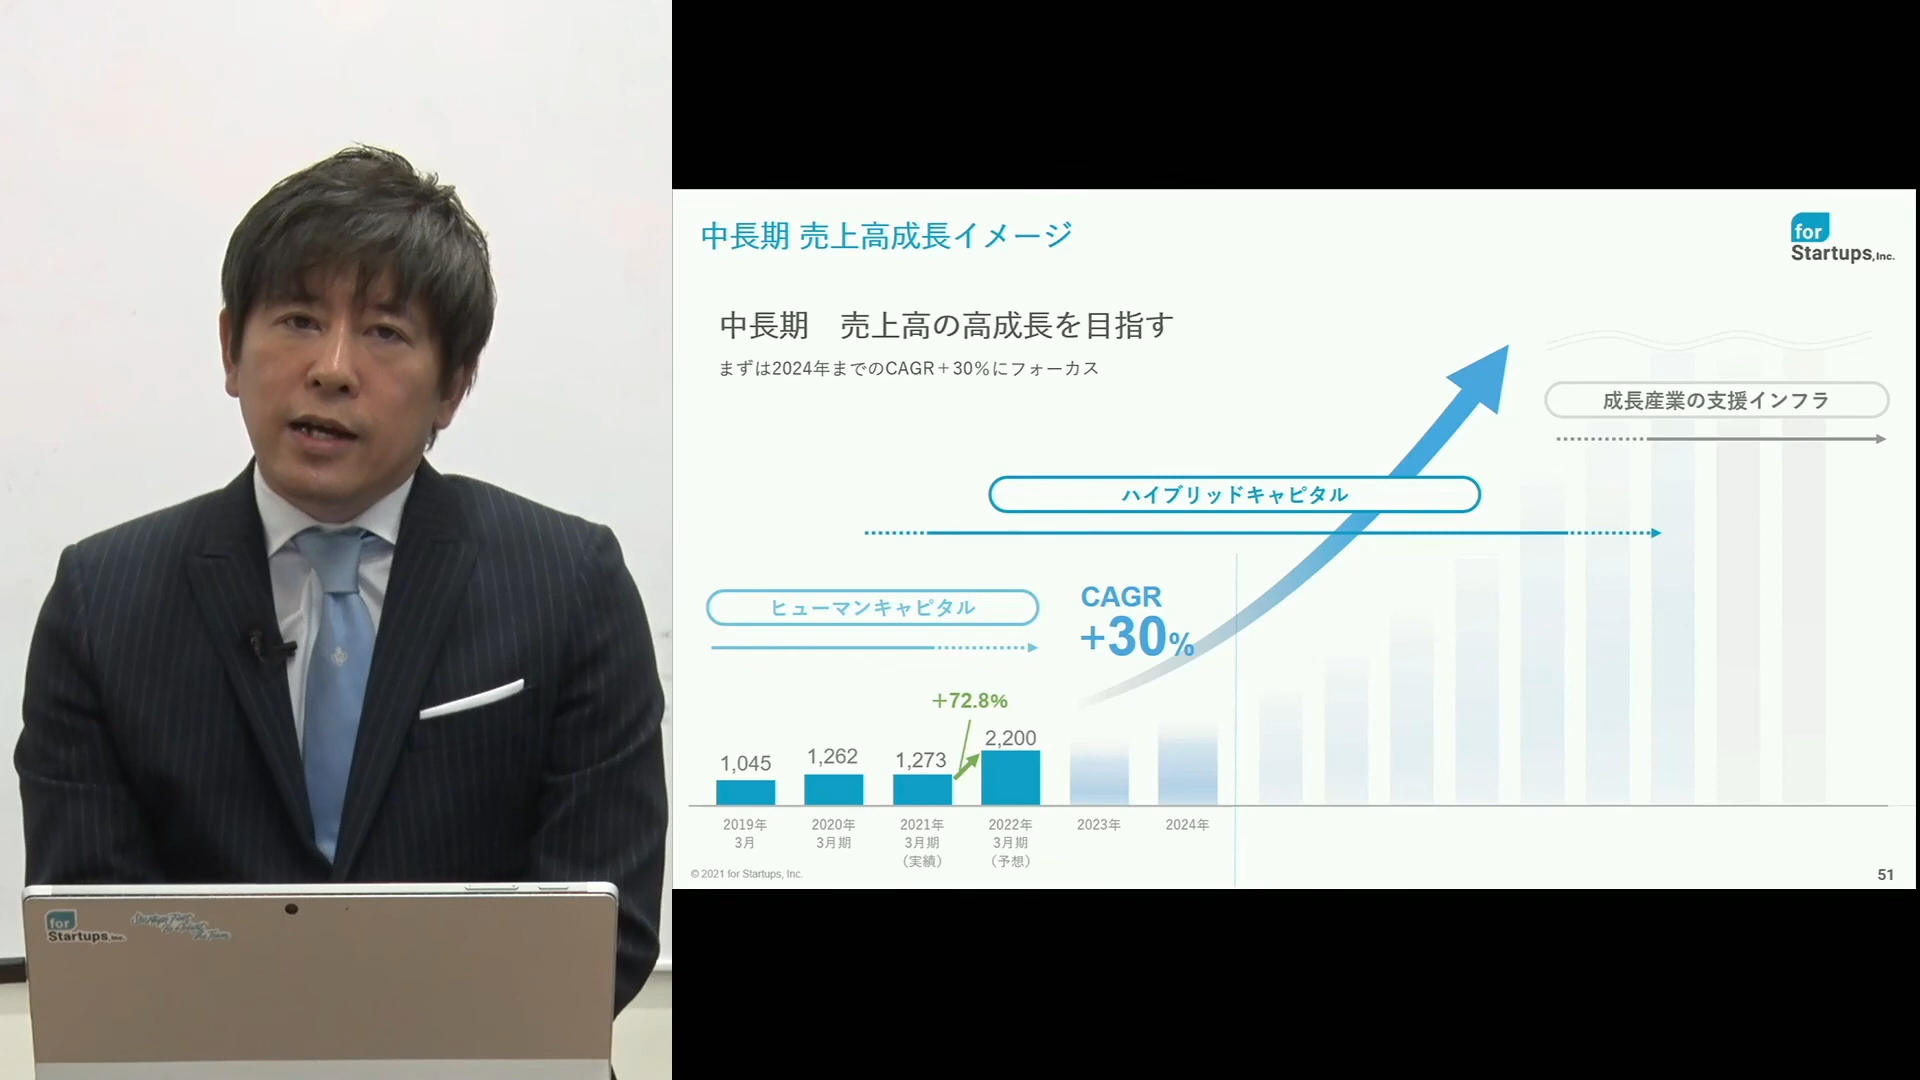 中長期 売上高成長イメージ
for
Startups,Inc.
中長期　売上高の高成長を目指す
まずは2024年までのCAGR＋30％にフォーカス
成長産業の支援インフラ
ハイブリッドキャピタル
ヒューマンキャピタル
CAGR
+30%
+72.8%
1,045
1,262
1,273
2,200
2019年
3月
2020年
3月期
2021年
3月期
（実績）
2022年
3月期
（予想）
2023年
2024年
© 2021 for Startups, Inc.
51
for
Startups,Inc.